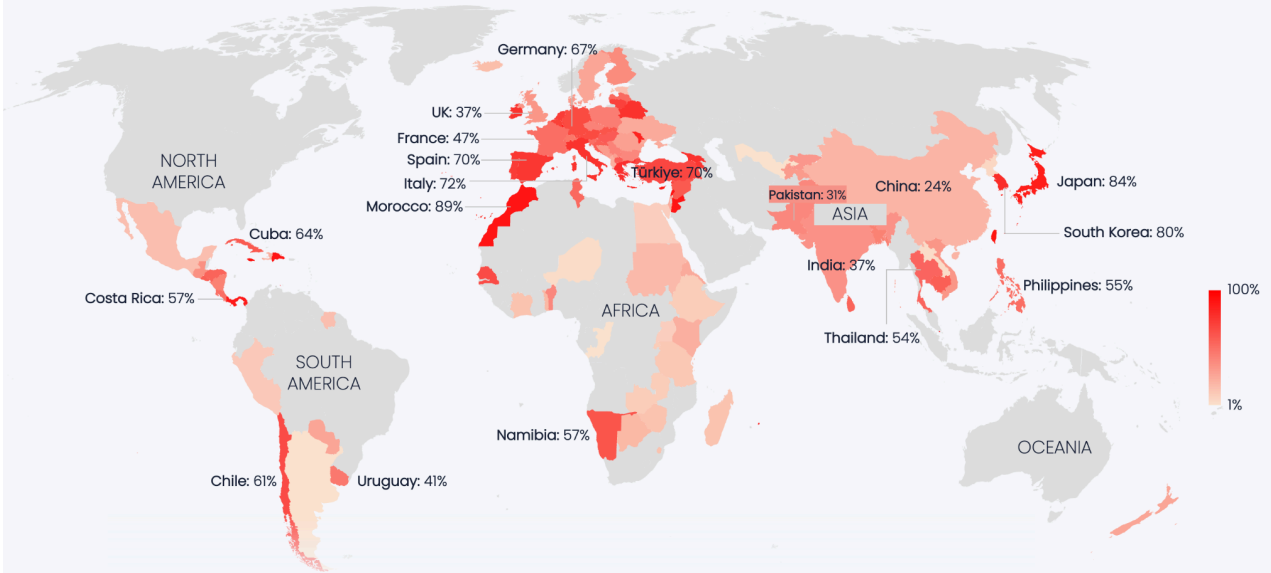 Germany: 67%
UK: 37%
France: 47%
Spain: 70%
Italy: 72%
Morocco: 89%
Türkiye: 70%
NORTH
AMERICA
Cuba: 64%
Costa Rica: 57%
SOUTH
AMERICA
Chile: 61%
Uruguay: 41%
AFRICA
Namibia: 57%
Pakistan: 31%
China: 24%
ASIA
Japan: 84%
South Korea: 80%
India: 37%
Philippines: 55%
Thailand: 54%
OCEANIA
100%
1%